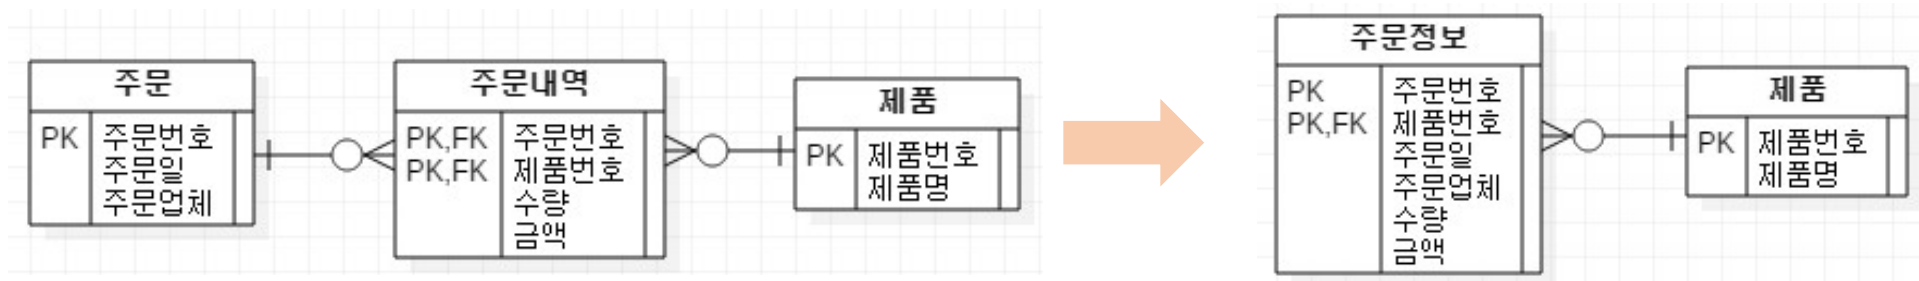 주문
PK 주문번호
주문일
주문업체
주문내역
PK,FK 주문번호
PK,FK 제품번호
수량
금액
제품
PK 제품번호
제품명
주문정보
PK 주문번호
PK,FK 제품번호
주문일
주문업체
수량
금액
제품
PK 제품번호
제품명